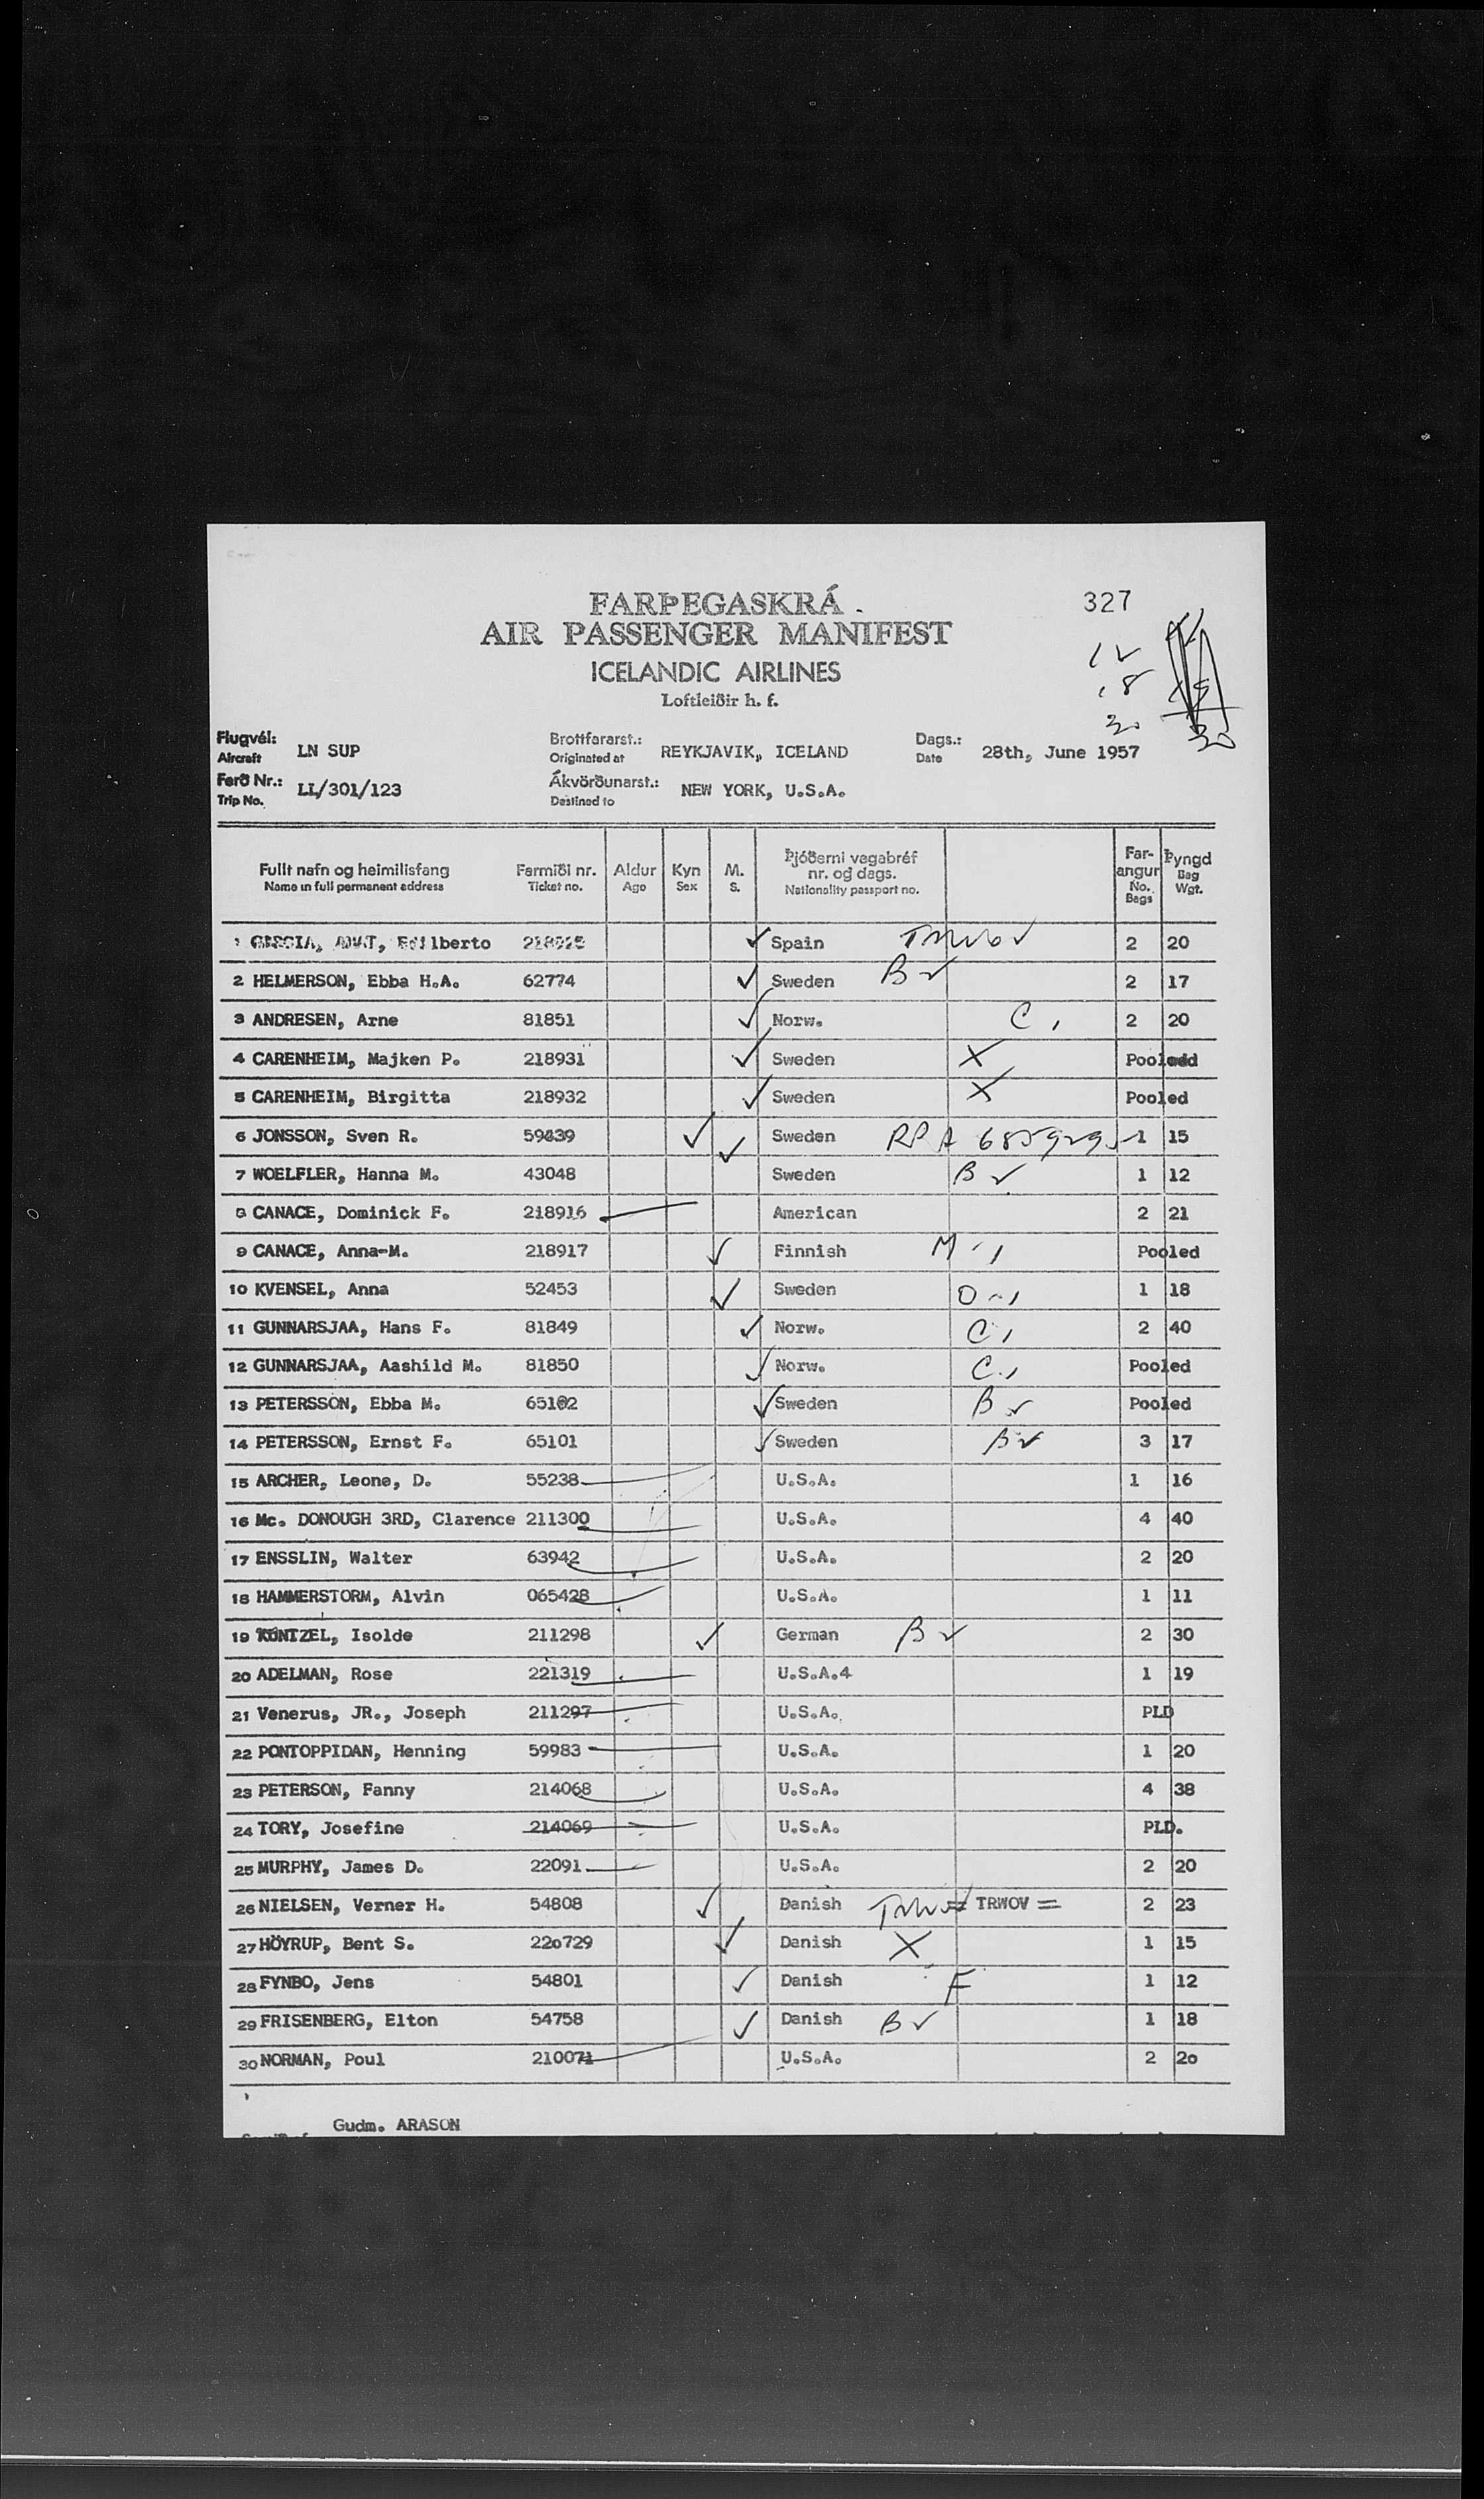 FARÞEGASKRÁ
327
AIR PASSENGER MANIFEST
ICELANDIC AIRLINES
Loftleiðir h. f.
12
18
30
Flugvél: Aircraft LN SUP Brottfararst.: Originated at REYKJAVIK, ICELAND Dags.: Date 28th, June 1957
Ferð Nr.: Trip No. LL/301/123 Ákvörðunarst.: Destined to NEW YORK, U.S.A.
Fullt nafn og heimilisfang Farmiði nr. Aldur Kyn M. Þjóðerni vegabréf nr. og dags. Far-angur Þyngd
Name in full permanent address Ticket no. Age Sex S. Nationality passport no. No. Bags Bag Wgt.
1 GARCIA, Edilberto Spain TRWOV 2 20
2 HELMERSON, Ebba H.A. 62774 ✓ Sweden B ✓ 2 17
3 ANDRESEN, Arne 81851 ✓ Norw. C , 2 20
4 CARENHEIM, Majken P. 218931 ✓ Sweden X Pooled
5 CARENHEIM, Birgitta 218932 ✓ Sweden X Pooled
6 JONSSON, Sven R. 59839 ✓ Sweden RP A 1 15
7 WOELFLER, Hanna M. 43048 ✓ Sweden B ✓ 1 12
8 CANACE, Dominick F. 218916 American 2 21
9 CANACE, Anna-M. 218917 ✓ Finnish M - , Pooled
10 KVENSEL, Anna 52453 ✓ Sweden O - , 1 18
11 GUNNARSJAA, Hans F. 81849 ✓ Norw. C , 2 40
12 GUNNARSJAA, Aashild M. 81850 ✓ Norw. C , Pooled
13 PETERSSON, Ebba M. 65102 ✓ Sweden B ✓ Pooled
14 PETERSSON, Ernst F. 65101 ✓ Sweden B ✓ 3 17
15 ARCHER, Leone, D. 55238 U.S.A. 1 16
16 Mc. DONOUGH 3RD, Clarence 211300 U.S.A. 4 40
17 ENSSLIN, Walter 63942 U.S.A. 2 20
18 HAMMERSTORM, Alvin 065428 U.S.A. 1 11
19 KÜNTZEL, Isolde 211298 ✓ German B ✓ 2 30
20 ADELMAN, Rose 221319 U.S.A.4 1 19
21 Venerus, JR., Joseph 211297 U.S.A. PLD
22 PONTOPPIDAN, Henning 59983 U.S.A. 1 20
23 PETERSON, Fanny 214068 U.S.A. 4 38
24 TORY, Josefine 214069 U.S.A. PLD.
25 MURPHY, James D. 22091 U.S.A. 2 20
26 NIELSEN, Verner H. 54808 ✓ Danish TRWOV = TRWOV = 2 23
27 HÖYRUP, Bent S. 22o729 ✓ Danish X 1 15
28 FYNBO, Jens 54801 ✓ Danish F 1 12
29 FRISENBERG, Elton 54758 ✓ Danish B ✓ 1 18
30 NORMAN, Poul 210071 U.S.A. 2 2o
Gudm. ARASON